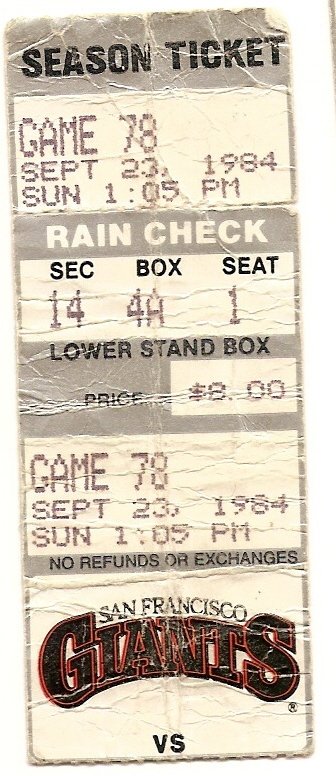 SEASON TICKET
GAME 78
SEPT 23, 1984
SUN 1:05 PM
RAIN CHECK
SEC BOX SEAT
14 4A 1
LOWER STAND BOX
PRICE $8.00
GAME 78
SEPT 23, 1984
SUN 1:05 PM
NO REFUNDS OR EXCHANGES
SAN FRANCISCO
GIANTS
®
VS